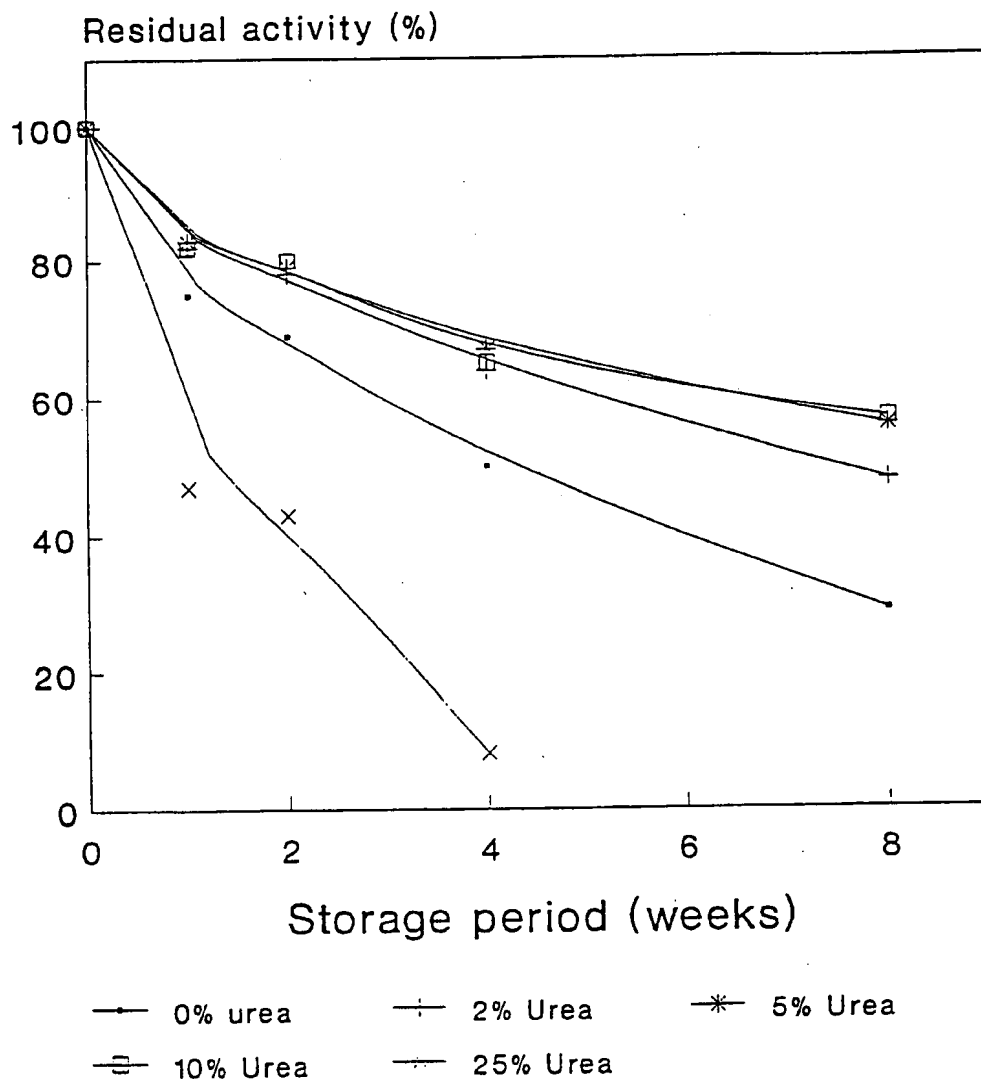 Residual activity (%)
100
80
60
40
20
0
0 2 4 6 8
Storage period (weeks)
0% urea 2% Urea 5% Urea
10% Urea 25% Urea